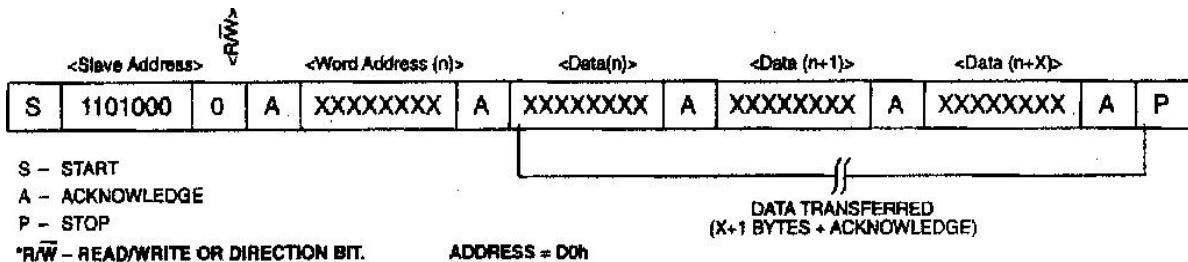 <R/W>
<Slave Address> <Word Address (n)> <Data(n)> <Data (n+1)> <Data (n+X)>
S 1101000 0 A XXXXXXXX A XXXXXXXX A XXXXXXXX A XXXXXXXX A P
S – START
A – ACKNOWLEDGE
P – STOP
DATA TRANSFERRED
(X+1 BYTES + ACKNOWLEDGE)
*R/W̅ – READ/WRITE OR DIRECTION BIT. ADDRESS = D0h